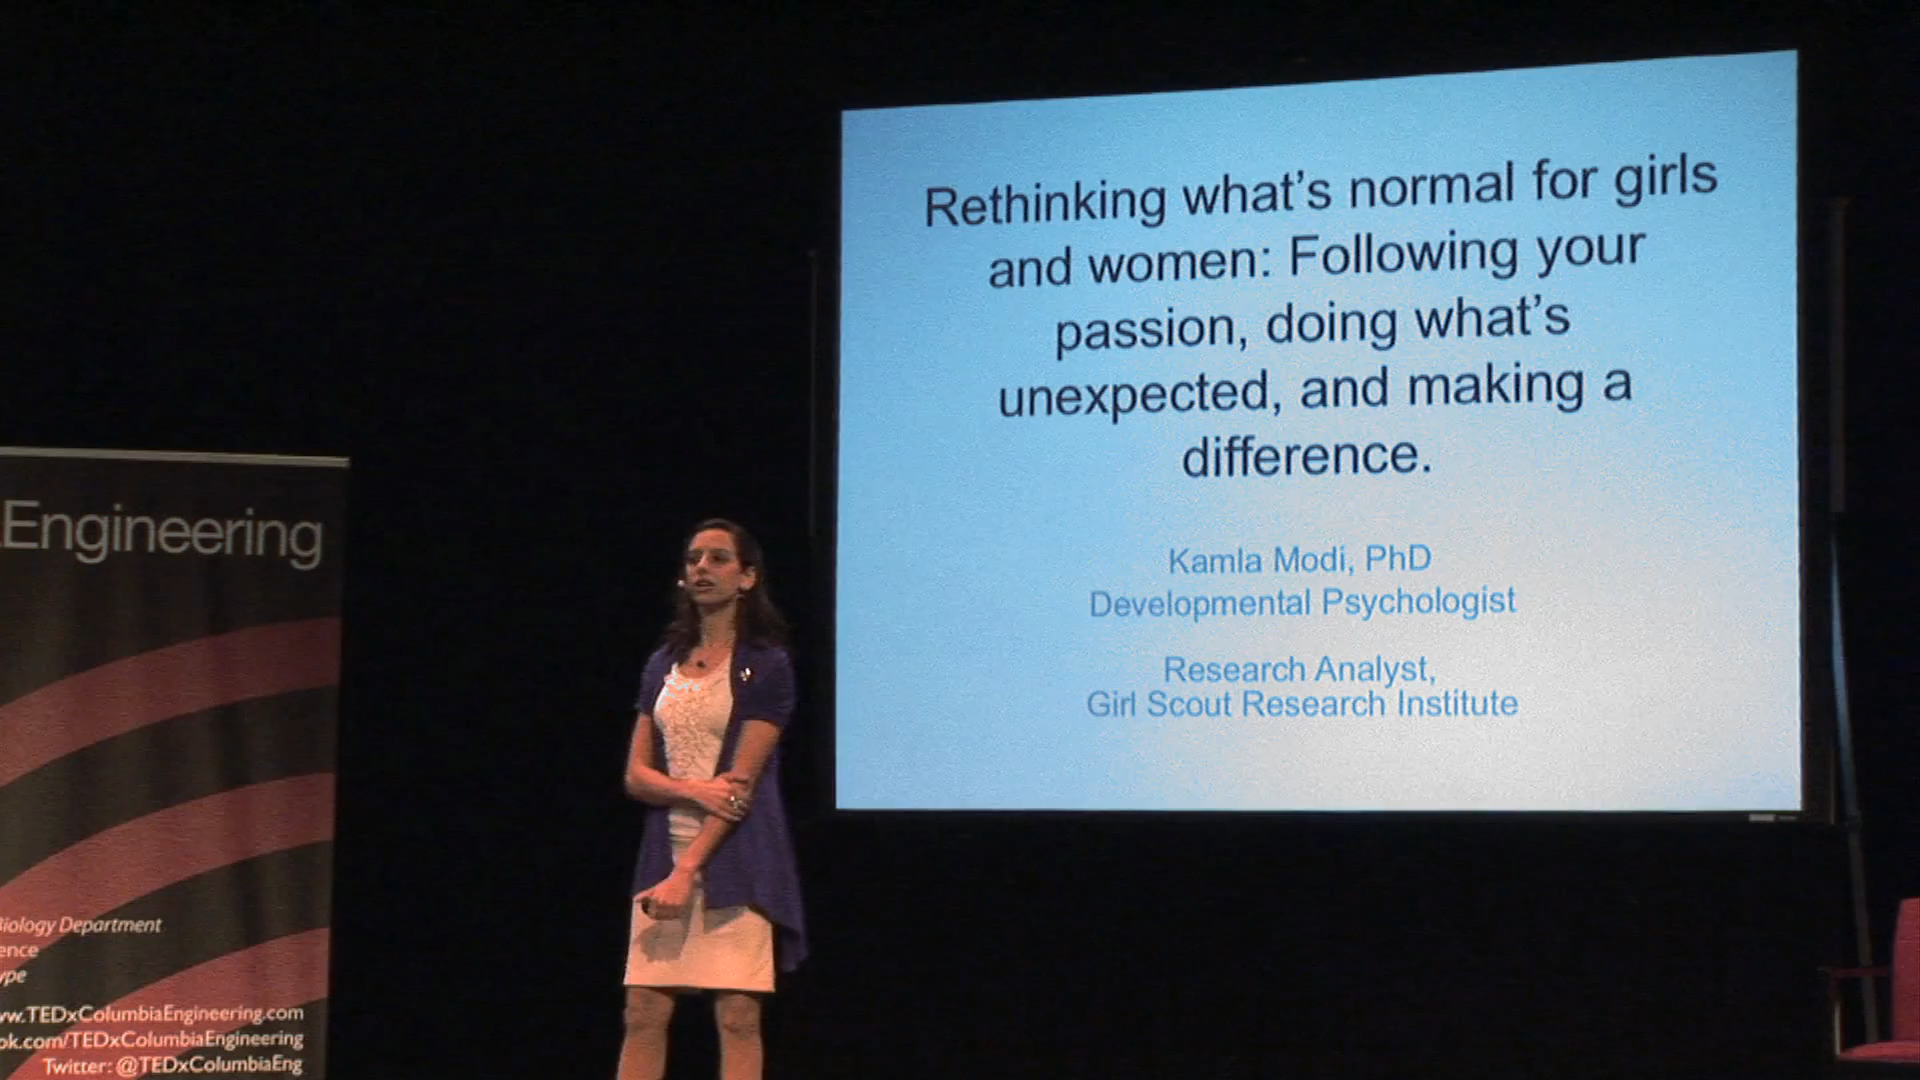 Rethinking what's normal for girls
and women: Following your
passion, doing what's
unexpected, and making a
difference.
Kamla Modi, PhD
Developmental Psychologist
Research Analyst,
Girl Scout Research Institute
Engineering
Biology Department
ence
ype
ww.TEDxColumbiaEngineering.com
ok.com/TEDxColumbiaEngineering
Twitter: @TEDxColumbiaEng